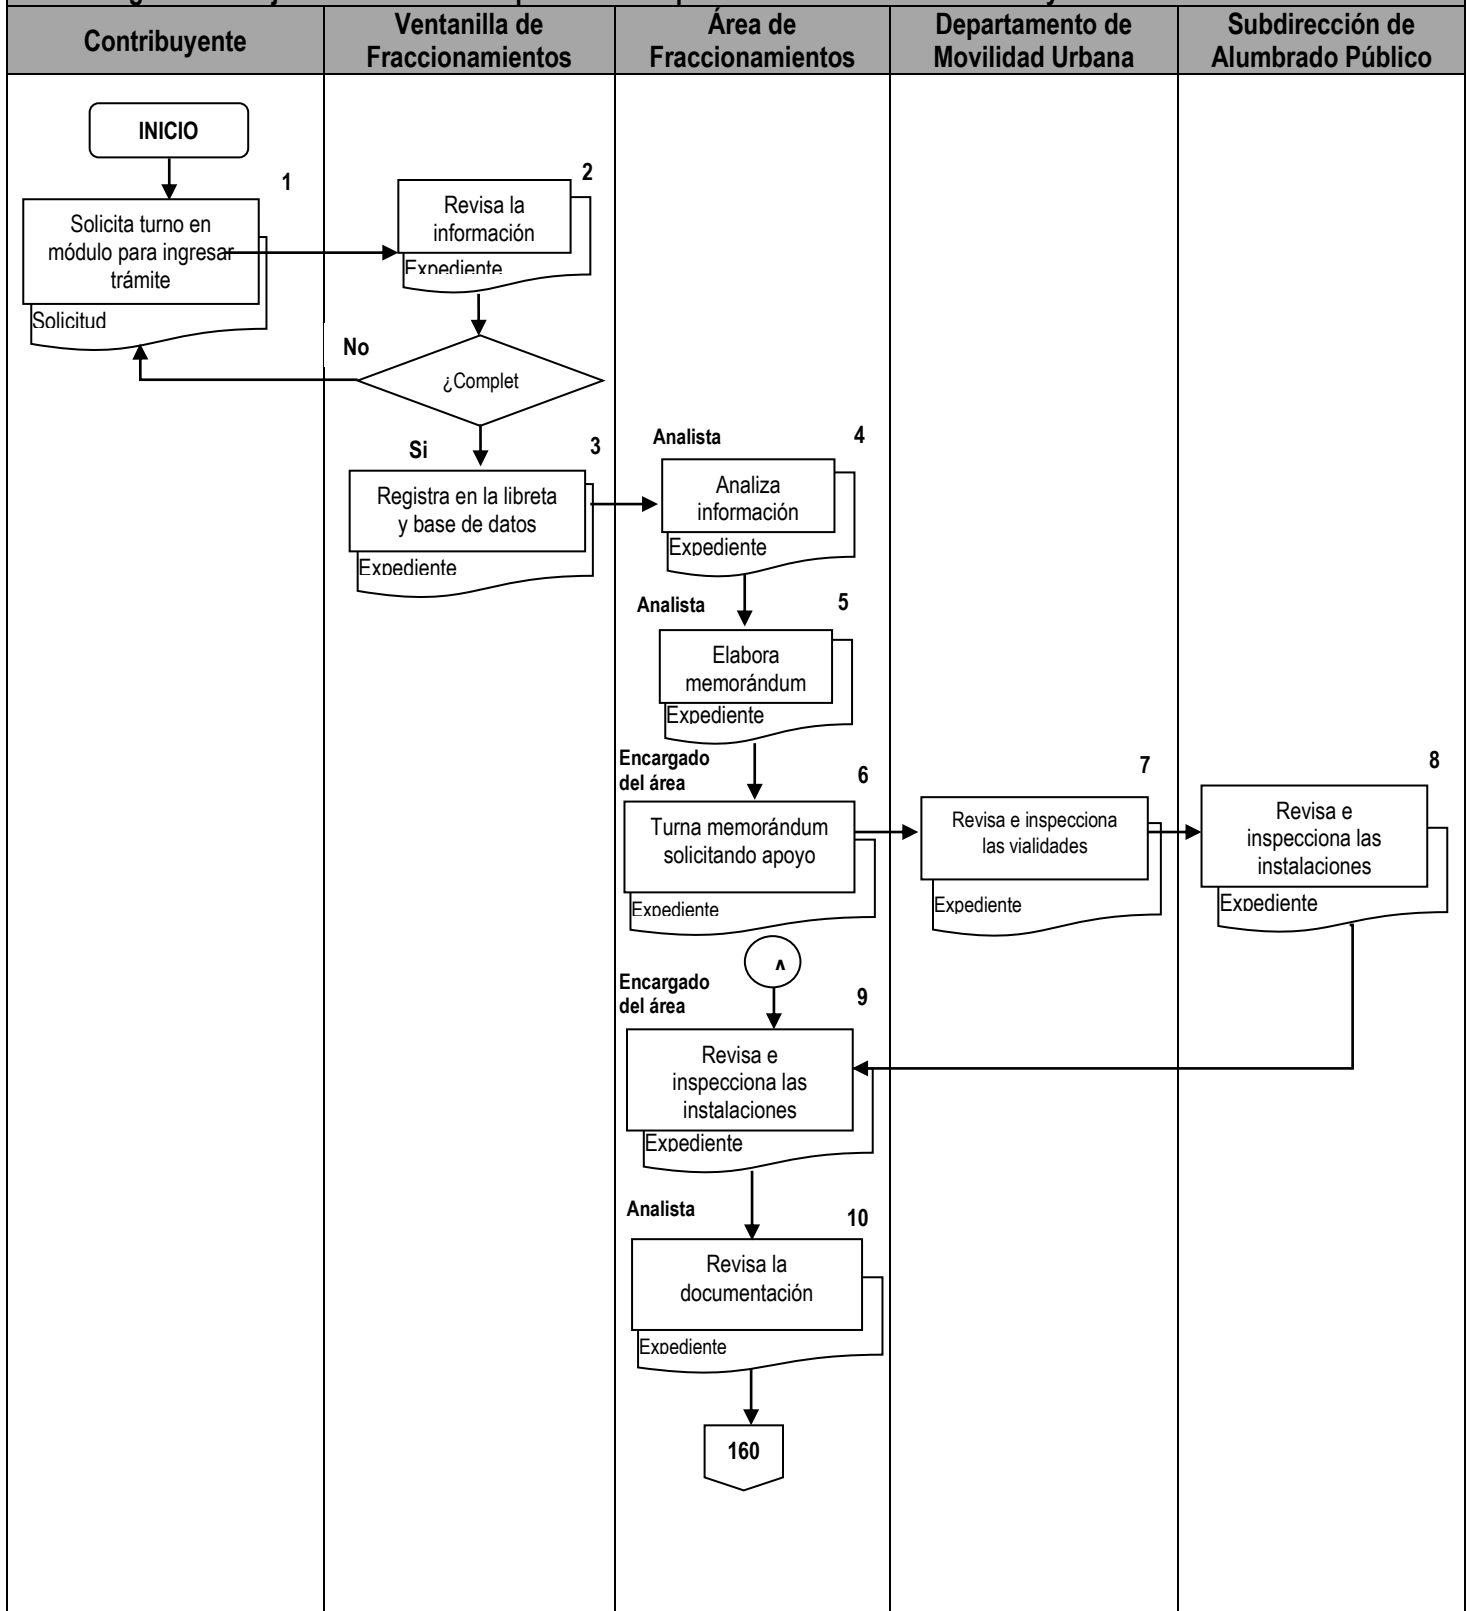 Contribuyente
Ventanilla de
Fraccionamientos
Área de
Fraccionamientos
Departamento de
Movilidad Urbana
Subdirección de
Alumbrado Público
INICIO
1
Solicita turno en
módulo para ingresar
trámite
Solicitud
2
Revisa la
información
Expediente
No
¿Complet
Si
3
Registra en la libreta
y base de datos
Expediente
Analista
4
Analiza
información
Expediente
Analista
5
Elabora
memorándum
Expediente
Encargado
del área
6
Turna memorándum
solicitando apoyo
Expediente
7
Revisa e inspecciona
las vialidades
Expediente
8
Revisa e
inspecciona las
instalaciones
Expediente
Encargado
del área
9
Revisa e
inspecciona las
instalaciones
Expediente
Analista
10
Revisa la
documentación
Expediente
160